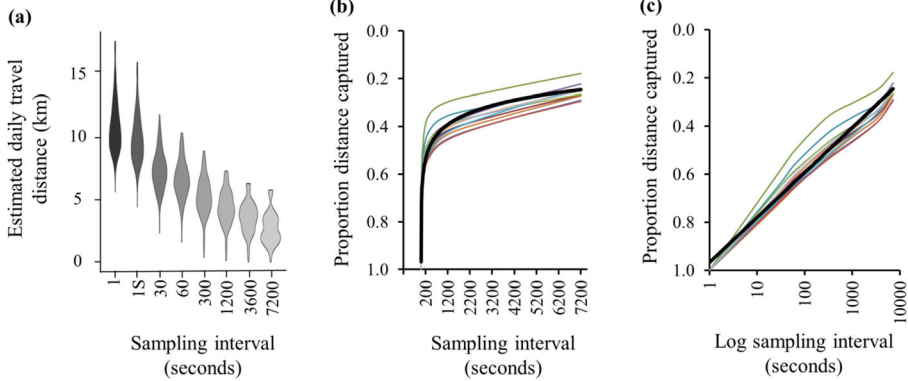 (a)
Estimated daily travel
distance (km)
15
10
5
0
1
1S
30
60
300
1200
3600
7200
Sampling interval
(seconds)
(b)
Proportion distance captured
0.0
0.2
0.4
0.6
0.8
1.0
200
1200
2200
3200
4200
5200
6200
7200
Sampling interval
(seconds)
(c)
Proportion distance captured
0.0
0.2
0.4
0.6
0.8
1.0
1
10
100
1000
10000
Log sampling interval
(seconds)